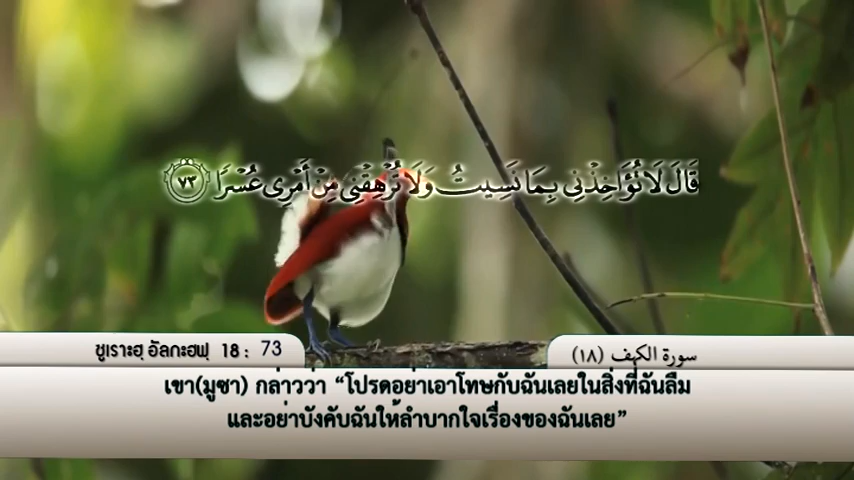 قَالَ لَا تُؤَاخِذْنِي بِمَا نَسِيتُ وَلَا تُرْهِقْنِي مِنْ أَمْرِي عُسْرًا ﴿٧٣﴾
ซูเราะฮฺ อัลกะฮฟฺ 18 : 73
سورة الكهف (١٨)
เขา(มูซา) กล่าวว่า “โปรดอย่าเอาโทษกับฉันเลยในสิ่งที่ฉันลืม
และอย่าบังคับฉันให้ลำบากใจเรื่องของฉันเลย”